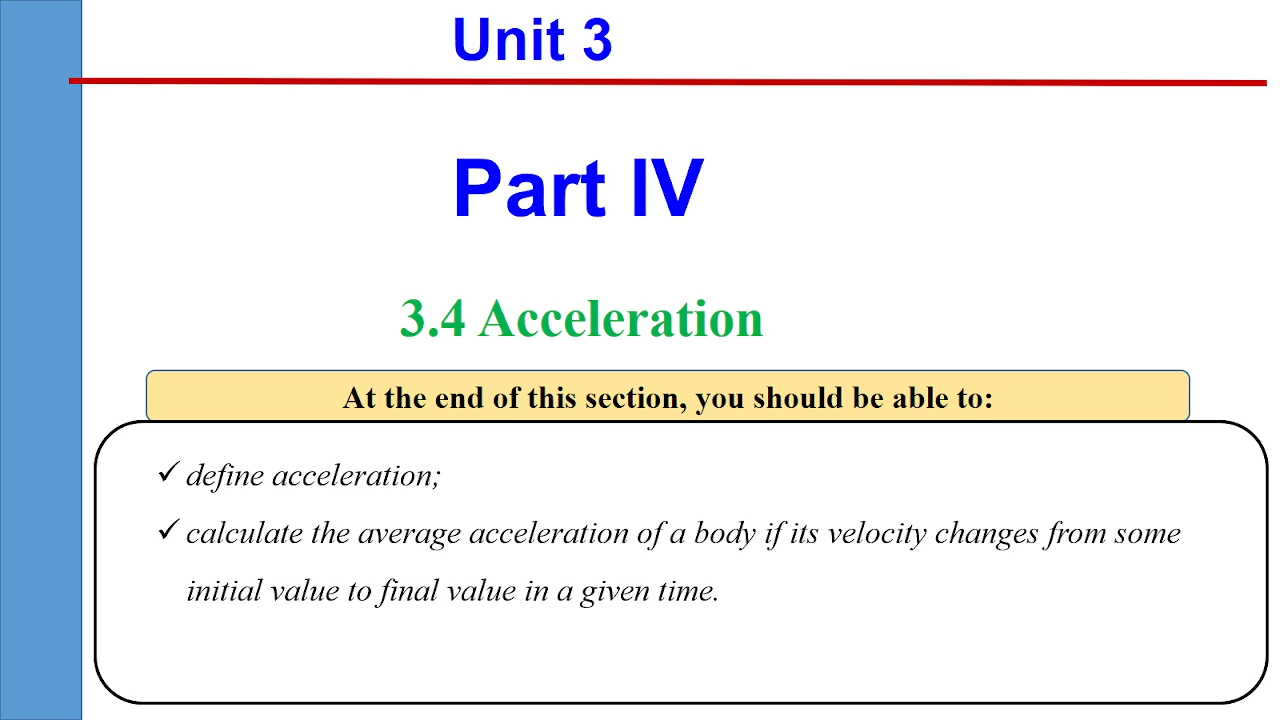 Unit 3
Part IV
3.4 Acceleration
At the end of this section, you should be able to:
✓ define acceleration;
✓ calculate the average acceleration of a body if its velocity changes from some
initial value to final value in a given time.